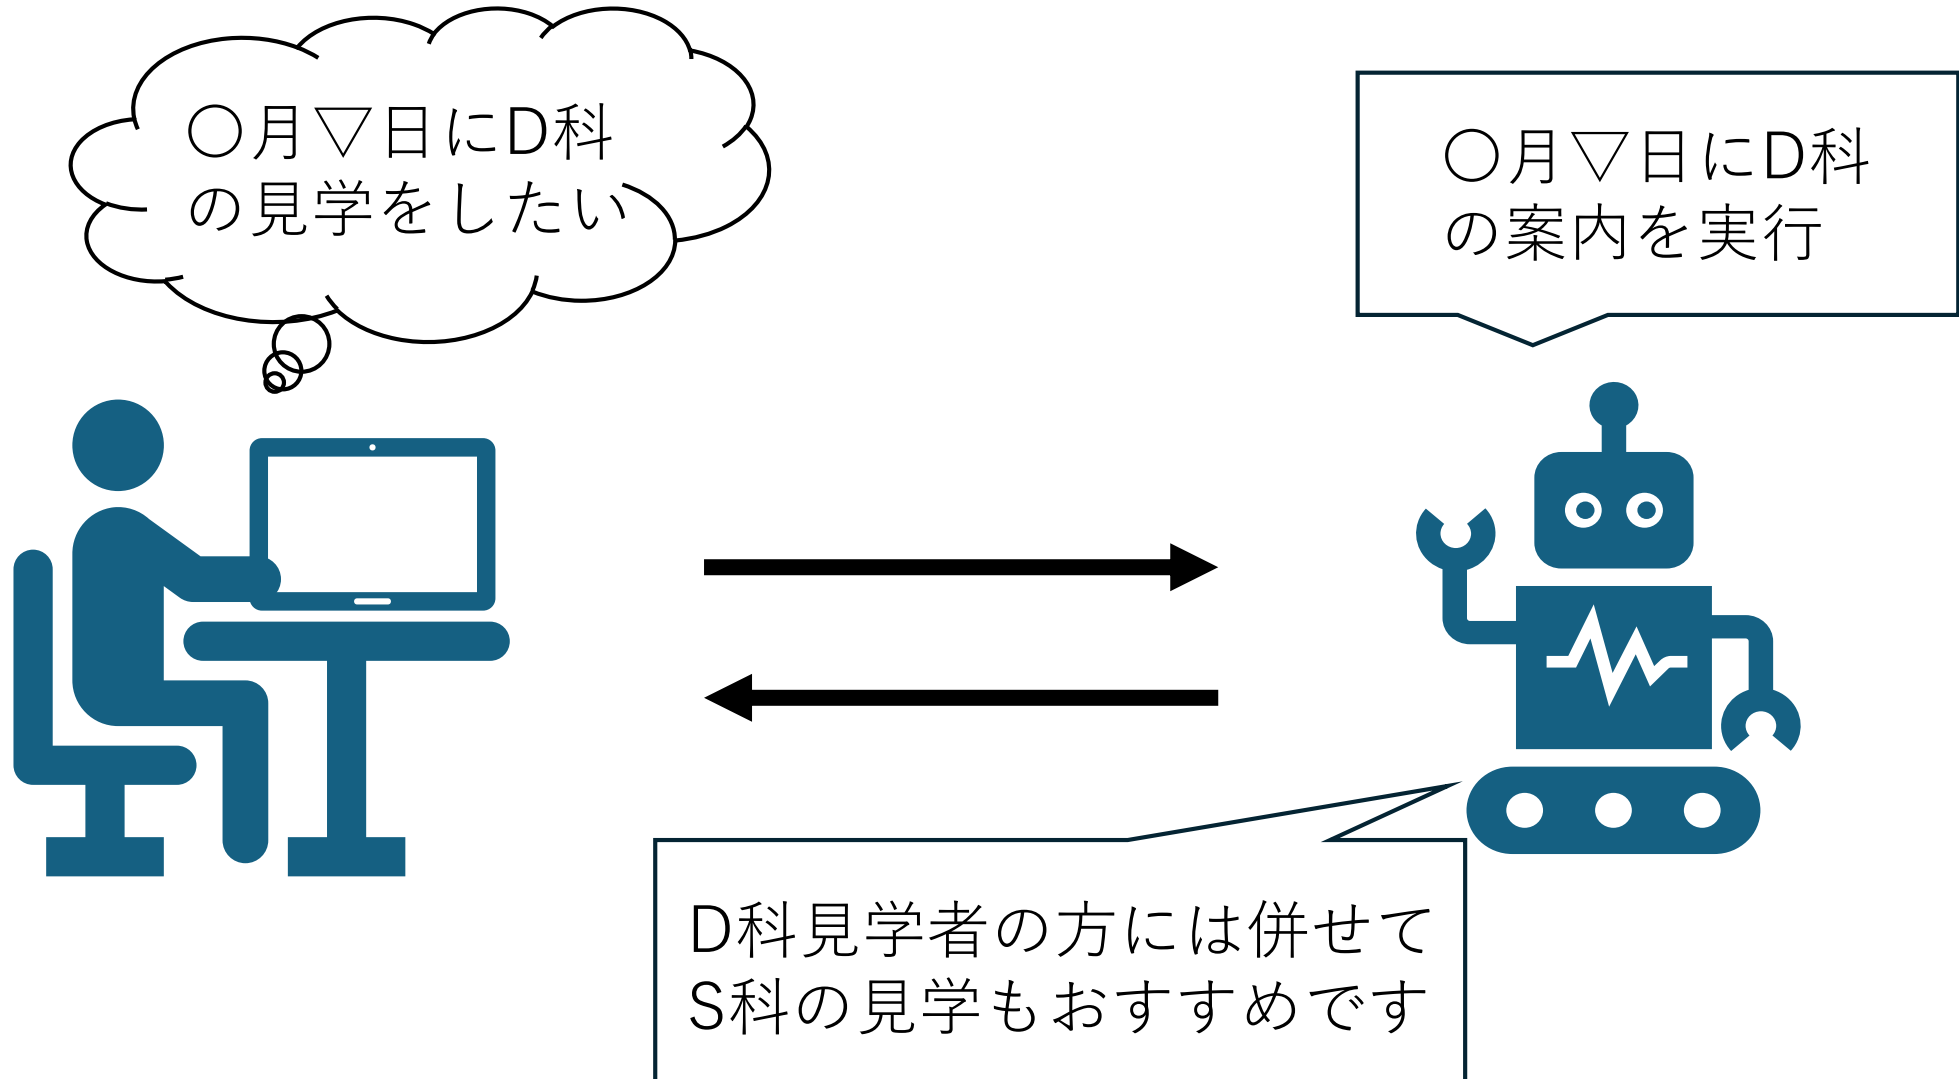 〇月▽日にD科
の見学をしたい
〇月▽日にD科
の案内を実行
D科見学者の方には併せて
S科の見学もおすすめです